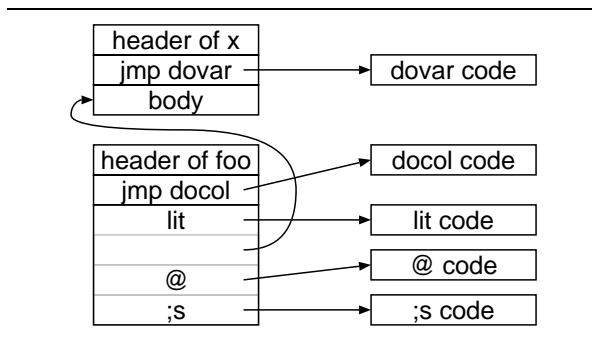 header of x
jmp dovar
dovar code
body
header of foo
docol code
jmp docol
lit
lit code
@
@ code
;s
;s code